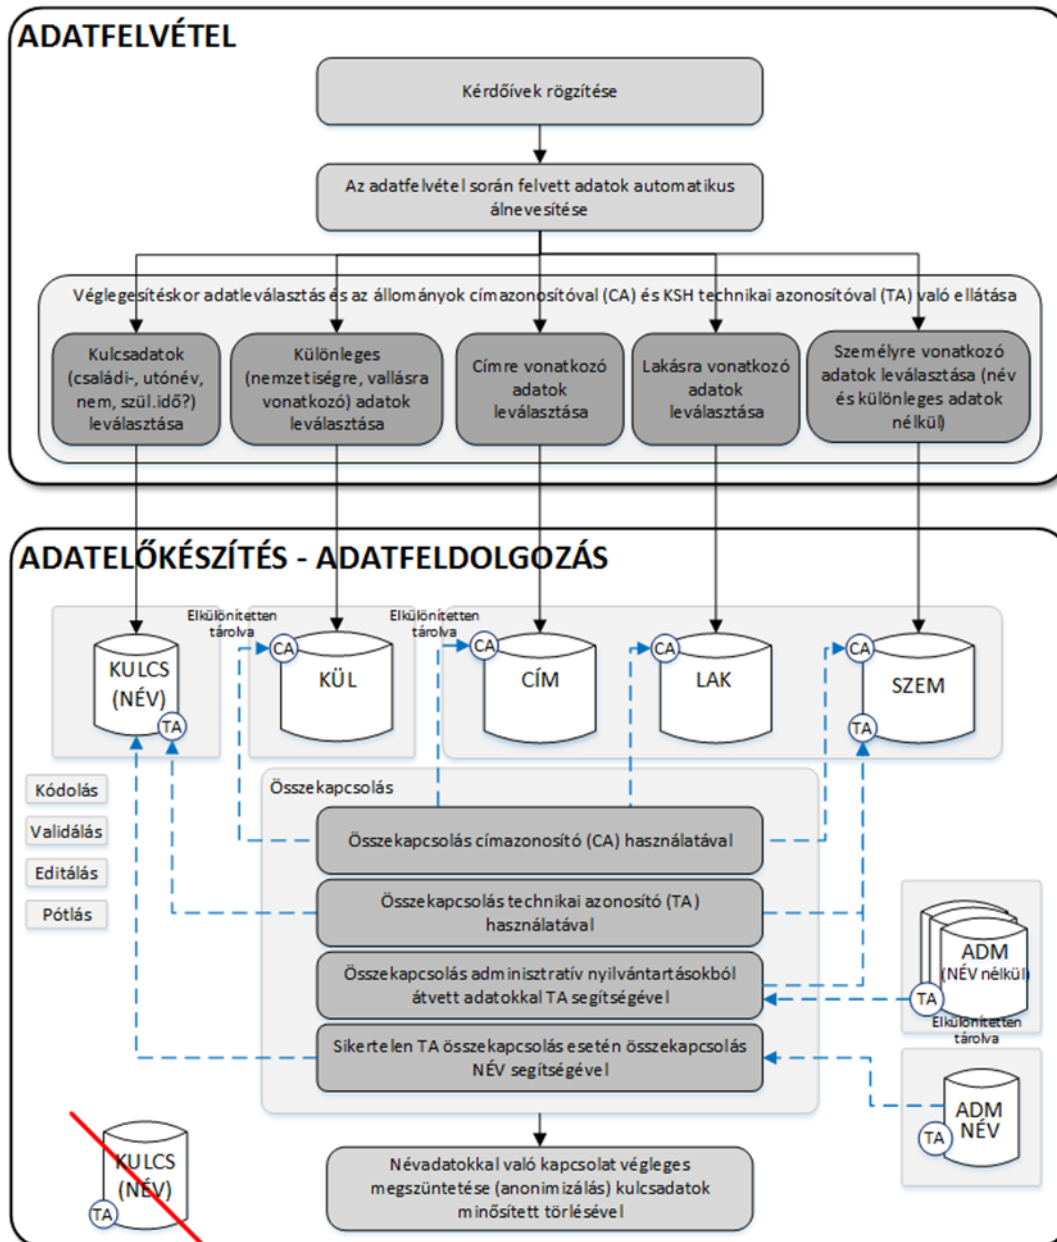 ADATFELVÉTEL
Kérdőívek rögzítése
Az adatfelvétel során felvett adatok automatikus
álnevesítése
Véglegesítéskor adatleválasztás és az állományok címazonosítóval (CA) és KSH technikai azonosítóval (TA) való ellátása
Kulcsadatok
(családi-, utónév,
nem, szül.idő?)
leválasztása
Különleges
(nemzetiségre, vallásra
vonatkozó) adatok
leválasztása
Címre vonatkozó
adatok
leválasztása
Lakásra vonatkozó
adatok
leválasztása
Személyre vonatkozó
adatok leválasztása (név
és különleges adatok
nélkül)
ADATELŐKÉSZÍTÉS - ADATFELDOLGOZÁS
Elkülönítetten
tárolva
Elkülönítetten
tárolva
KULCS
(NÉV)
TA
CA
KÜL
CA
CÍM
CA
LAK
CA
SZEM
TA
Kódolás
Validálás
Editálás
Pótlás
Összekapcsolás
Összekapcsolás címazonosító (CA) használatával
Összekapcsolás technikai azonosító (TA)
használatával
Összekapcsolás adminisztratív nyilvántartásokból
átvett adatokkal TA segítségével
Sikertelen TA összekapcsolás esetén összekapcsolás
NÉV segítségével
ADM
(NÉV nélkül)
TA
Elkülönítetten
tárolva
ADM
NÉV
TA
KULCS
(NÉV)
TA
Névadatokkal való kapcsolat végleges
megszüntetése (anonimizálás) kulcsadatok
minősített törlésével